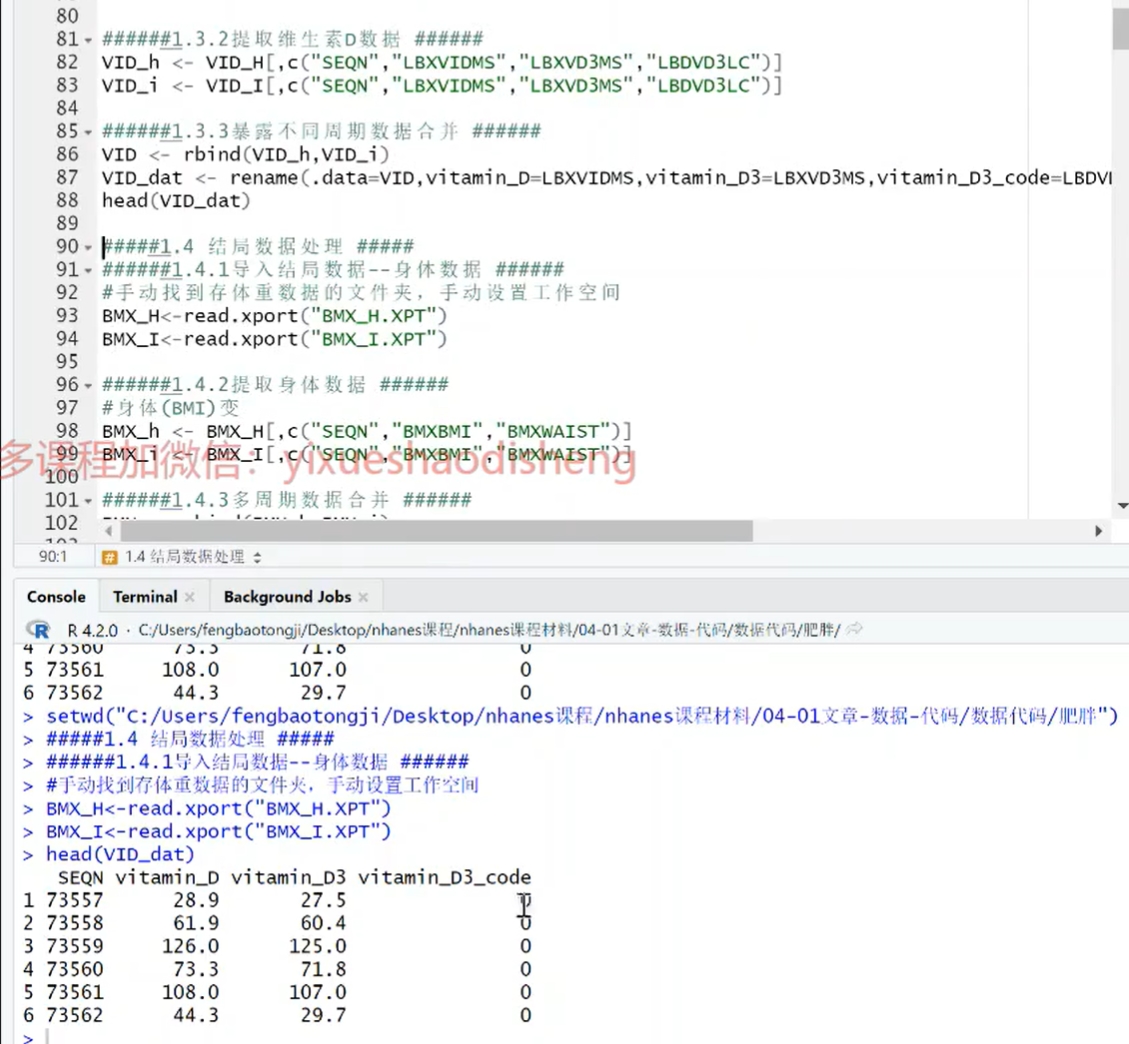 80
81 ######1.3.2提取维生素D数据 ######
82 VID_h <- VID_H[,c("SEQN","LBXVIDMS","LBXVD3MS","LBDVD3LC")]
83 VID_i <- VID_I[,c("SEQN","LBXVIDMS","LBXVD3MS","LBDVD3LC")]
84
85 ######1.3.3暴露不同周期数据合并 ######
86 VID <- rbind(VID_h,VID_i)
87 VID_dat <- rename(.data=VID,vitamin_D=LBXVIDMS,vitamin_D3=LBXVD3MS,vitamin_D3_code=LBDV
88 head(VID_dat)
89
90 #####1.4 结局数据处理 #####
91 ######1.4.1导入结局数据--身体数据 ######
92 #手动找到存体重数据的文件夹，手动设置工作空间
93 BMX_H<-read.xport("BMX_H.XPT")
94 BMX_I<-read.xport("BMX_I.XPT")
95
96 ######1.4.2提取身体数据 ######
97 #身体(BMI)变
98 BMX_h <- BMX_H[,c("SEQN","BMXBMI","BMXWAIST")]
99 BMX_i <- BMX_I[,c("SEQN","BMXBMI","BMXWAIST")]
多课程加微信：yixueshaodisheng
100
101 ######1.4.3多周期数据合并 ######
102
90:1 # 1.4 结局数据处理
Console Terminal Background Jobs
R R 4.2.0 · C:/Users/fengbaotongji/Desktop/nhanes课程/nhanes课程材料/04-01文章-数据-代码/数据代码/肥胖/
4 73560 73.3 71.8 0
5 73561 108.0 107.0 0
6 73562 44.3 29.7 0
> setwd("C:/Users/fengbaotongji/Desktop/nhanes课程/nhanes课程材料/04-01文章-数据-代码/数据代码/肥胖")
> #####1.4 结局数据处理 #####
> ######1.4.1导入结局数据--身体数据 ######
> #手动找到存体重数据的文件夹，手动设置工作空间
> BMX_H<-read.xport("BMX_H.XPT")
> BMX_I<-read.xport("BMX_I.XPT")
> head(VID_dat)
SEQN vitamin_D vitamin_D3 vitamin_D3_code
1 73557 28.9 27.5 0
2 73558 61.9 60.4 0
3 73559 126.0 125.0 0
4 73560 73.3 71.8 0
5 73561 108.0 107.0 0
6 73562 44.3 29.7 0
>